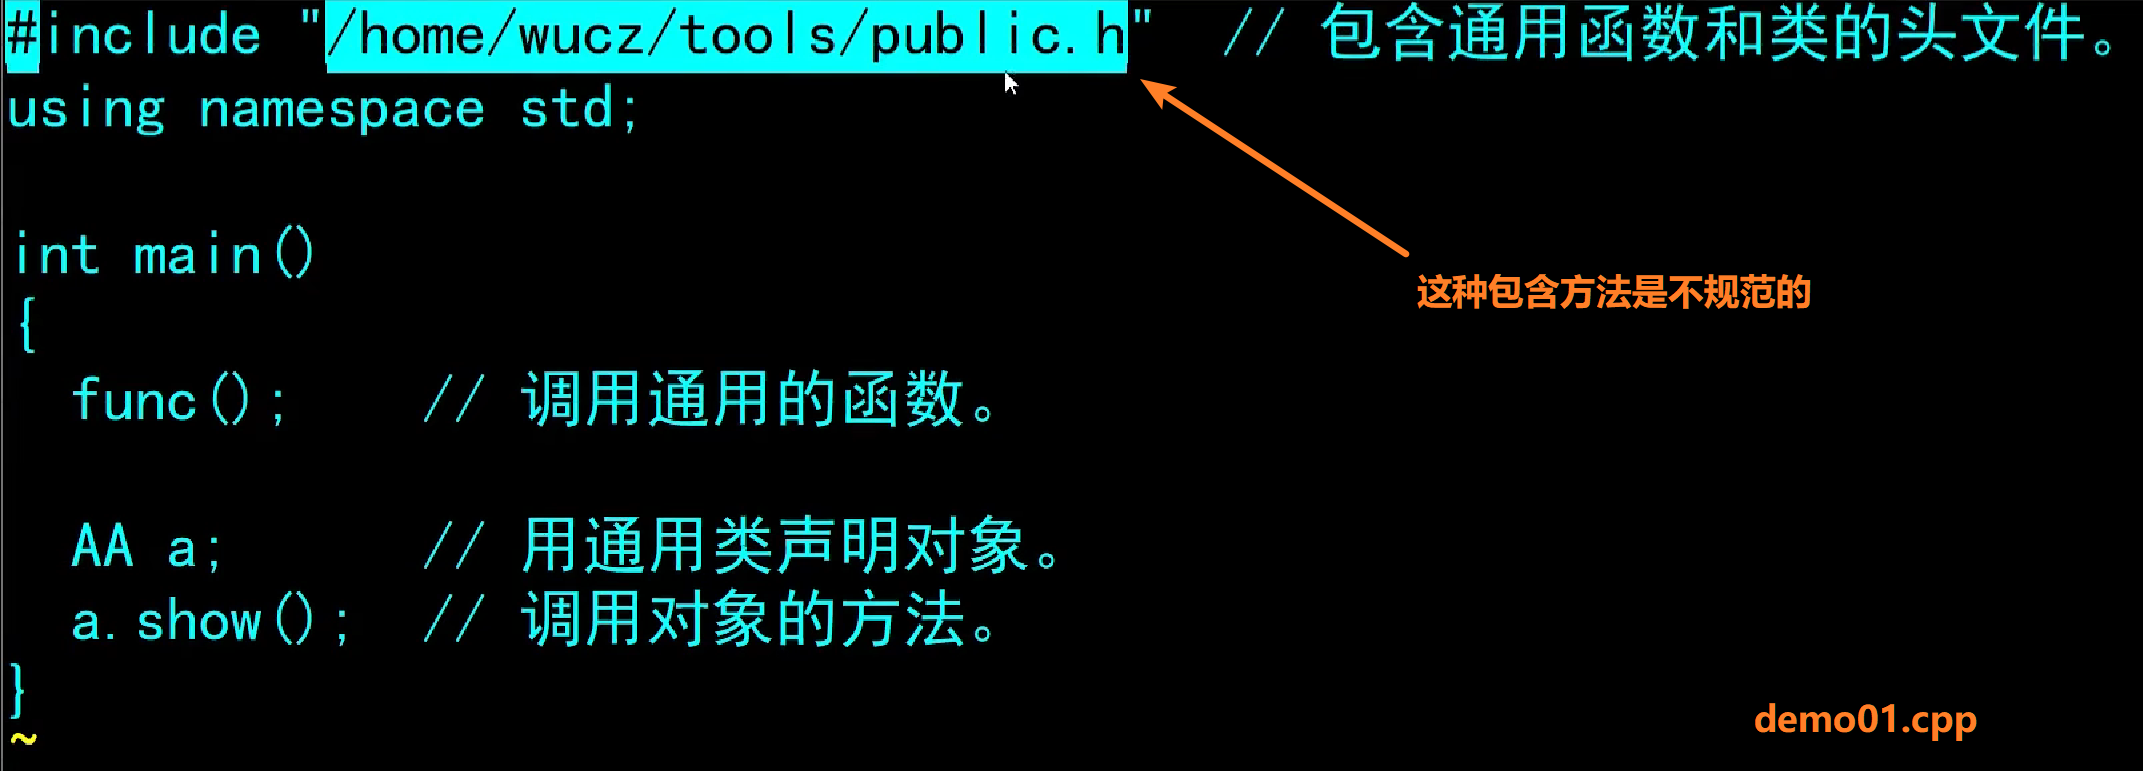 #include "/home/wucz/tools/public.h"  // 包含通用函数和类的头文件。
using namespace std;
int main()
这种包含方法是不规范的
{
func();    // 调用通用的函数。
AA a;      // 用通用类声明对象。
a.show();  // 调用对象的方法。
}
demo01.cpp
~